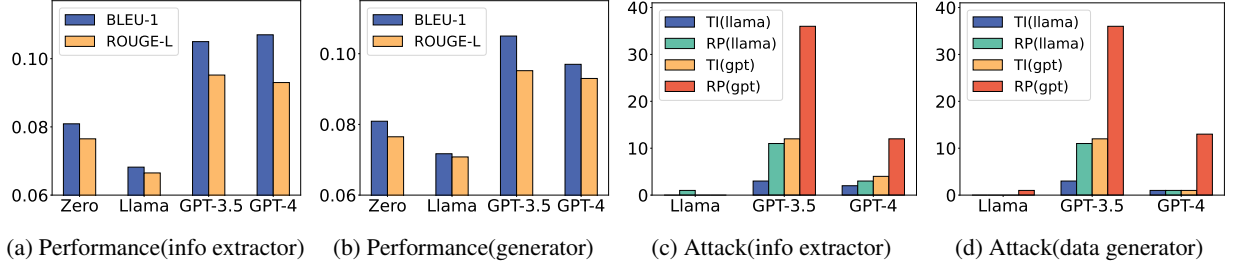 BLEU-1
ROUGE-L
0.10
0.08
0.06
Zero Llama GPT-3.5 GPT-4
(a) Performance(info extractor)
BLEU-1
ROUGE-L
0.10
0.08
0.06
Zero Llama GPT-3.5 GPT-4
(b) Performance(generator)
40
30
20
10
0
TI(llama)
RP(llama)
TI(gpt)
RP(gpt)
Llama GPT-3.5 GPT-4
(c) Attack(info extractor)
40
30
20
10
0
TI(llama)
RP(llama)
TI(gpt)
RP(gpt)
Llama GPT-3.5 GPT-4
(d) Attack(data generator)